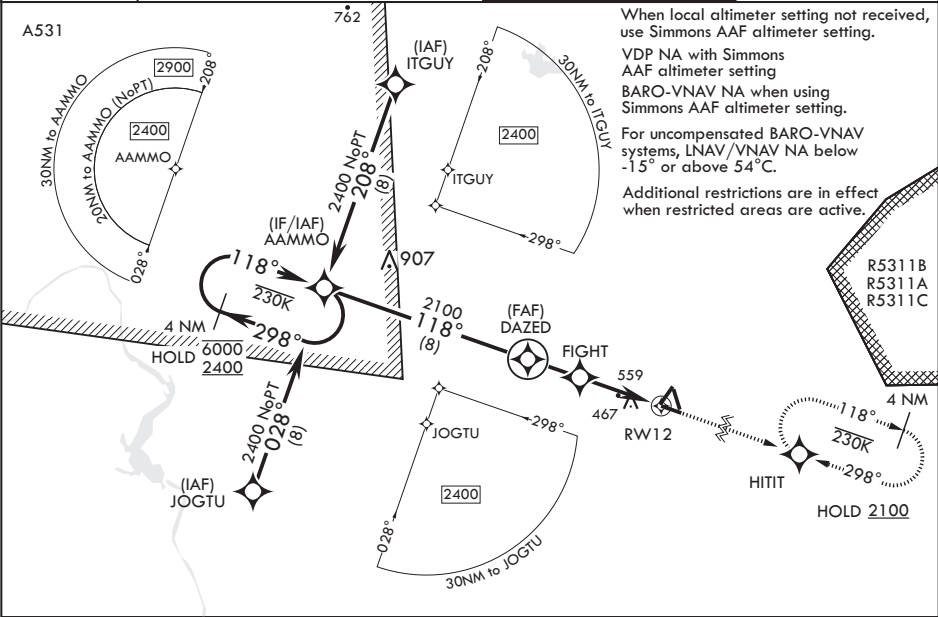 A531
762
When local altimeter setting not received,
use Simmons AAF altimeter setting.
VDP NA with Simmons
AAF altimeter setting
BARO-VNAV NA when using
Simmons AAF altimeter setting.
For uncompensated BARO-VNAV
systems, LNAV/VNAV NA below
-15° or above 54°C.
Additional restrictions are in effect
when restricted areas are active.
30NM to AAMMO
20NM to AAMMO (NoPT)
2900
208°
2400
AAMMO
028°
(IAF)
ITGUY
2400 NoPT
208°
(8)
208°
30NM to ITGUY
2400
ITGUY
298°
R5311B
R5311A
R5311C
(IF/IAF)
AAMMO
907
118°
230K
298°
4 NM
HOLD 6000
2400
2100
118°
(8)
(FAF)
DAZED
FIGHT
559
467
RW12
4 NM
118°
230K
298°
HITIT
HOLD 2100
2400 NoPT
028°
(8)
(IAF)
JOGTU
JOGTU
298°
2400
028°
30NM to JOGTU